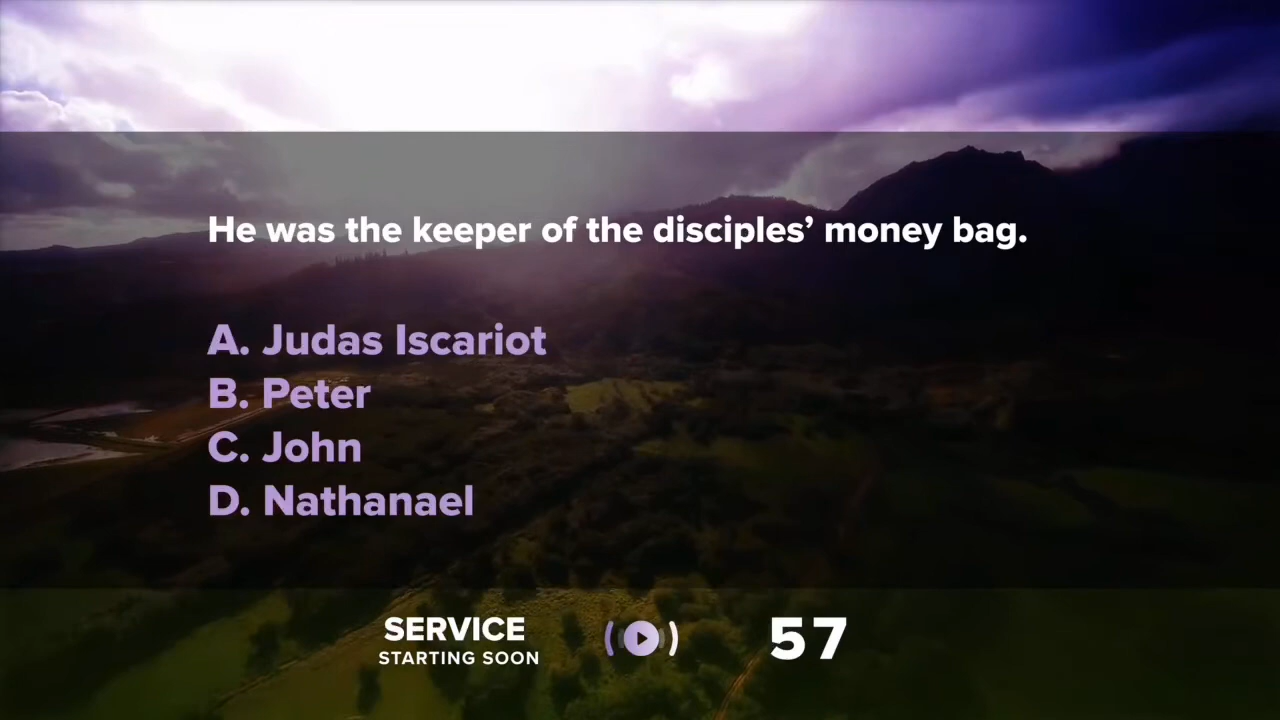 He was the keeper of the disciples’ money bag.
A. Judas Iscariot
B. Peter
C. John
D. Nathanael
SERVICE
STARTING SOON
57